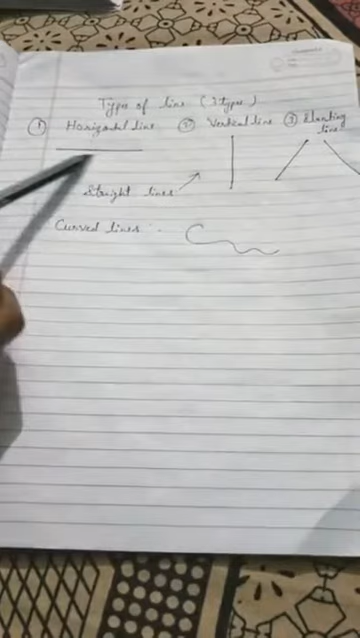 Types of line (3 types)
① Horizontal line ② Vertical line ③ Slanting line
Straight lines
Curved lines